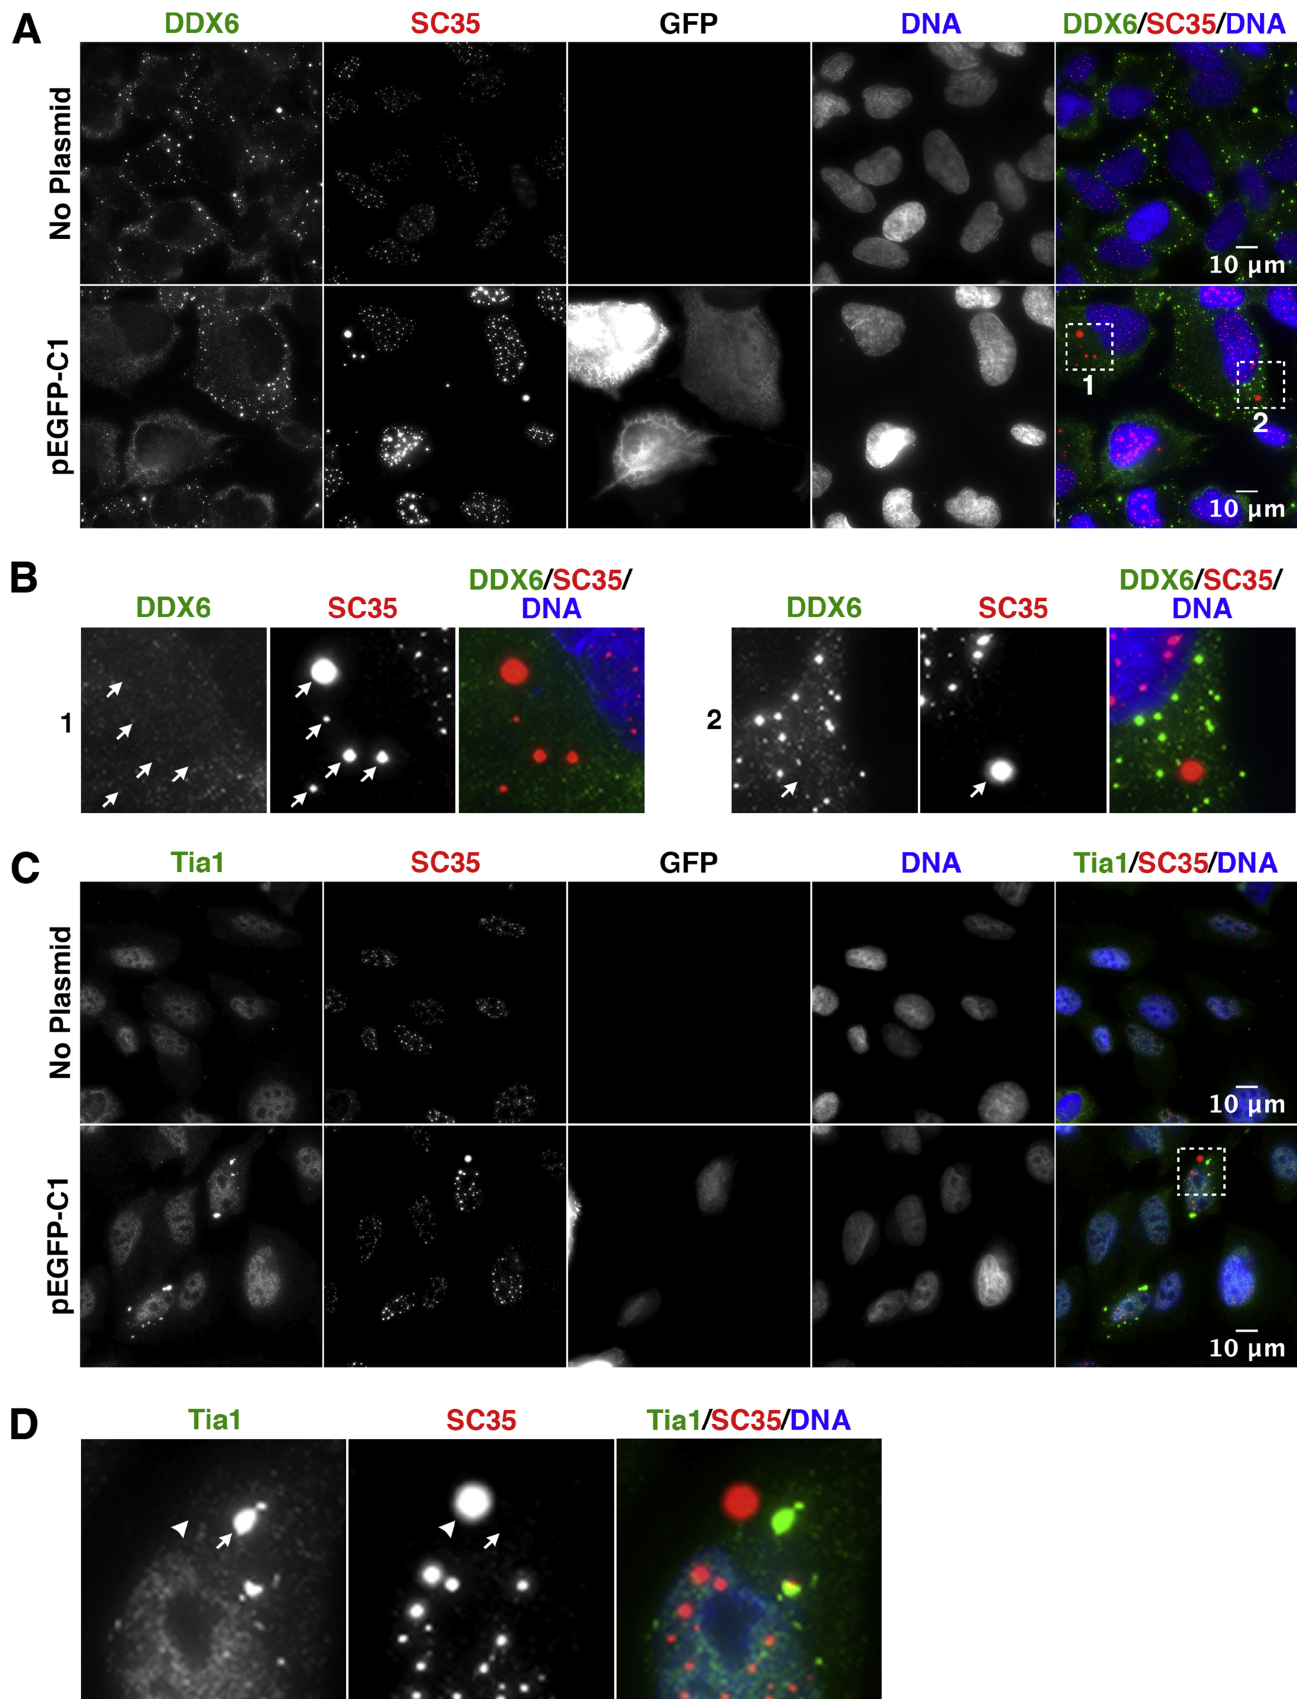 A
DDX6 SC35 GFP DNA DDX6/SC35/DNA
No Plasmid
10 µm
pEGFP-C1
1
2
10 µm
B
DDX6 SC35 DDX6/SC35/
DNA
DDX6 SC35 DDX6/SC35/
DNA
1
2
C
Tia1 SC35 GFP DNA Tia1/SC35/DNA
No Plasmid
10 µm
pEGFP-C1
10 µm
D
Tia1 SC35 Tia1/SC35/DNA